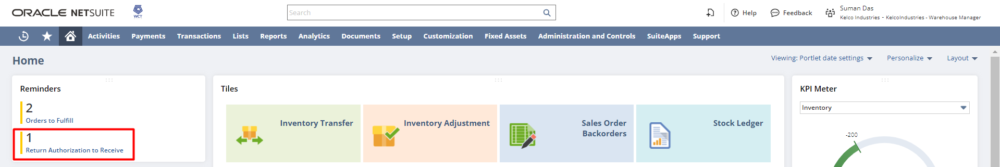 ORACLE NETSUITE
WCT
Search
Help
Feedback
Suman Das
Kelco Industries - KelcoIndustries - Warehouse Manager
Activities
Payments
Transactions
Lists
Reports
Analytics
Documents
Setup
Customization
Fixed Assets
Administration and Controls
SuiteApps
Support
Home
Viewing: Portlet date settings
Personalize
Layout
Reminders
2
Orders to Fulfill
1
Return Authorization to Receive
Tiles
Inventory Transfer
Inventory Adjustment
Sales Order
Backorders
Stock Ledger
KPI Meter
Inventory
-200